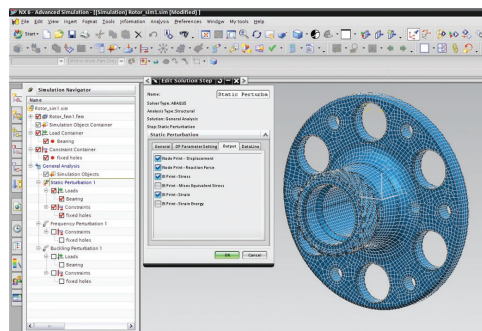 NX 6 - Advanced Simulation - [(Simulation) Rotor_sim1.sim (Modified)]
File Edit View Insert Format Tools Information Analysis Preferences Window My tools Help
Start
Edit Solution Step
Simulation Navigator
Name
Rotor_sim1.sim
Rotor_fem1.fem
Simulation Object Container
Load Container
Bearing
Constraint Container
fixed holes
General Analysis
Simulation Objects
Static Perturbation 1
Loads
Bearing
Constraints
fixed holes
Frequency Perturbation 1
Constraints
fixed holes
Buckling Perturbation 1
Loads
Bearing
Constraints
fixed holes
Name: Static Perturba
Solver Type: ABAQUS
Analysis Type: Structural
Solution: General Analysis
Step: Static Perturbation
Static Perturbation
General Output DataLine
Node Print - Displacement
Node Print - Reaction Force
El Print - Stress
El Print - Mises Equivalent Stress
El Print - Strain
El Print - Strain Energy
OK Cancel